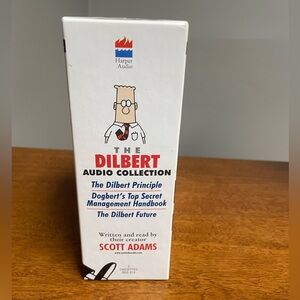 Harper
Audio
THE
DILBERT
AUDIO COLLECTION
The Dilbert Principle
Dogbert's Top Secret
Management Handbook
The Dilbert Future
Written and read by
their creator
SCOTT ADAMS
CASSETTES